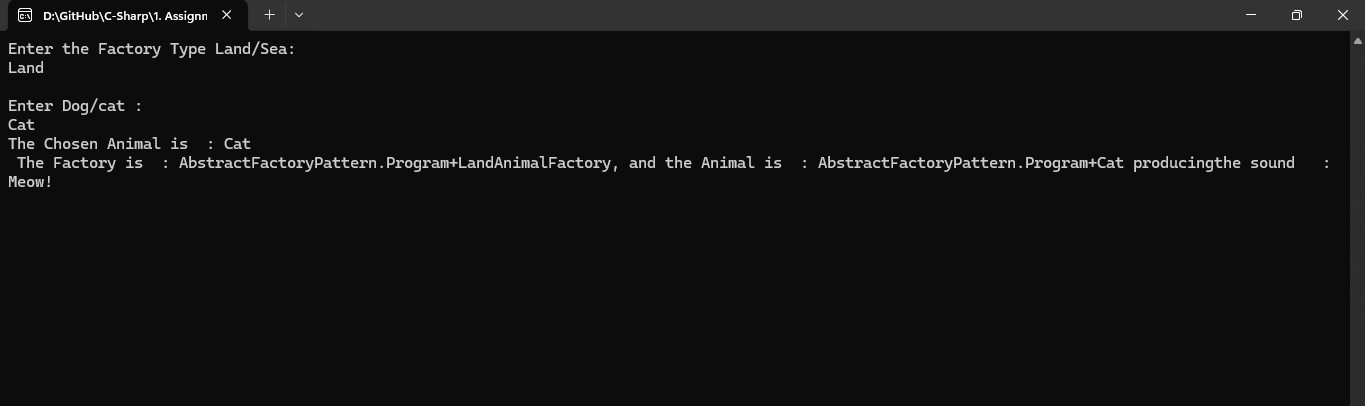 D:\GitHub\C-Sharp\1. Assignn
Enter the Factory Type Land/Sea:
Land
Enter Dog/cat :
Cat
The Chosen Animal is  : Cat
 The Factory is  : AbstractFactoryPattern.Program+LandAnimalFactory, and the Animal is  : AbstractFactoryPattern.Program+Cat producingthe sound   :
Meow!